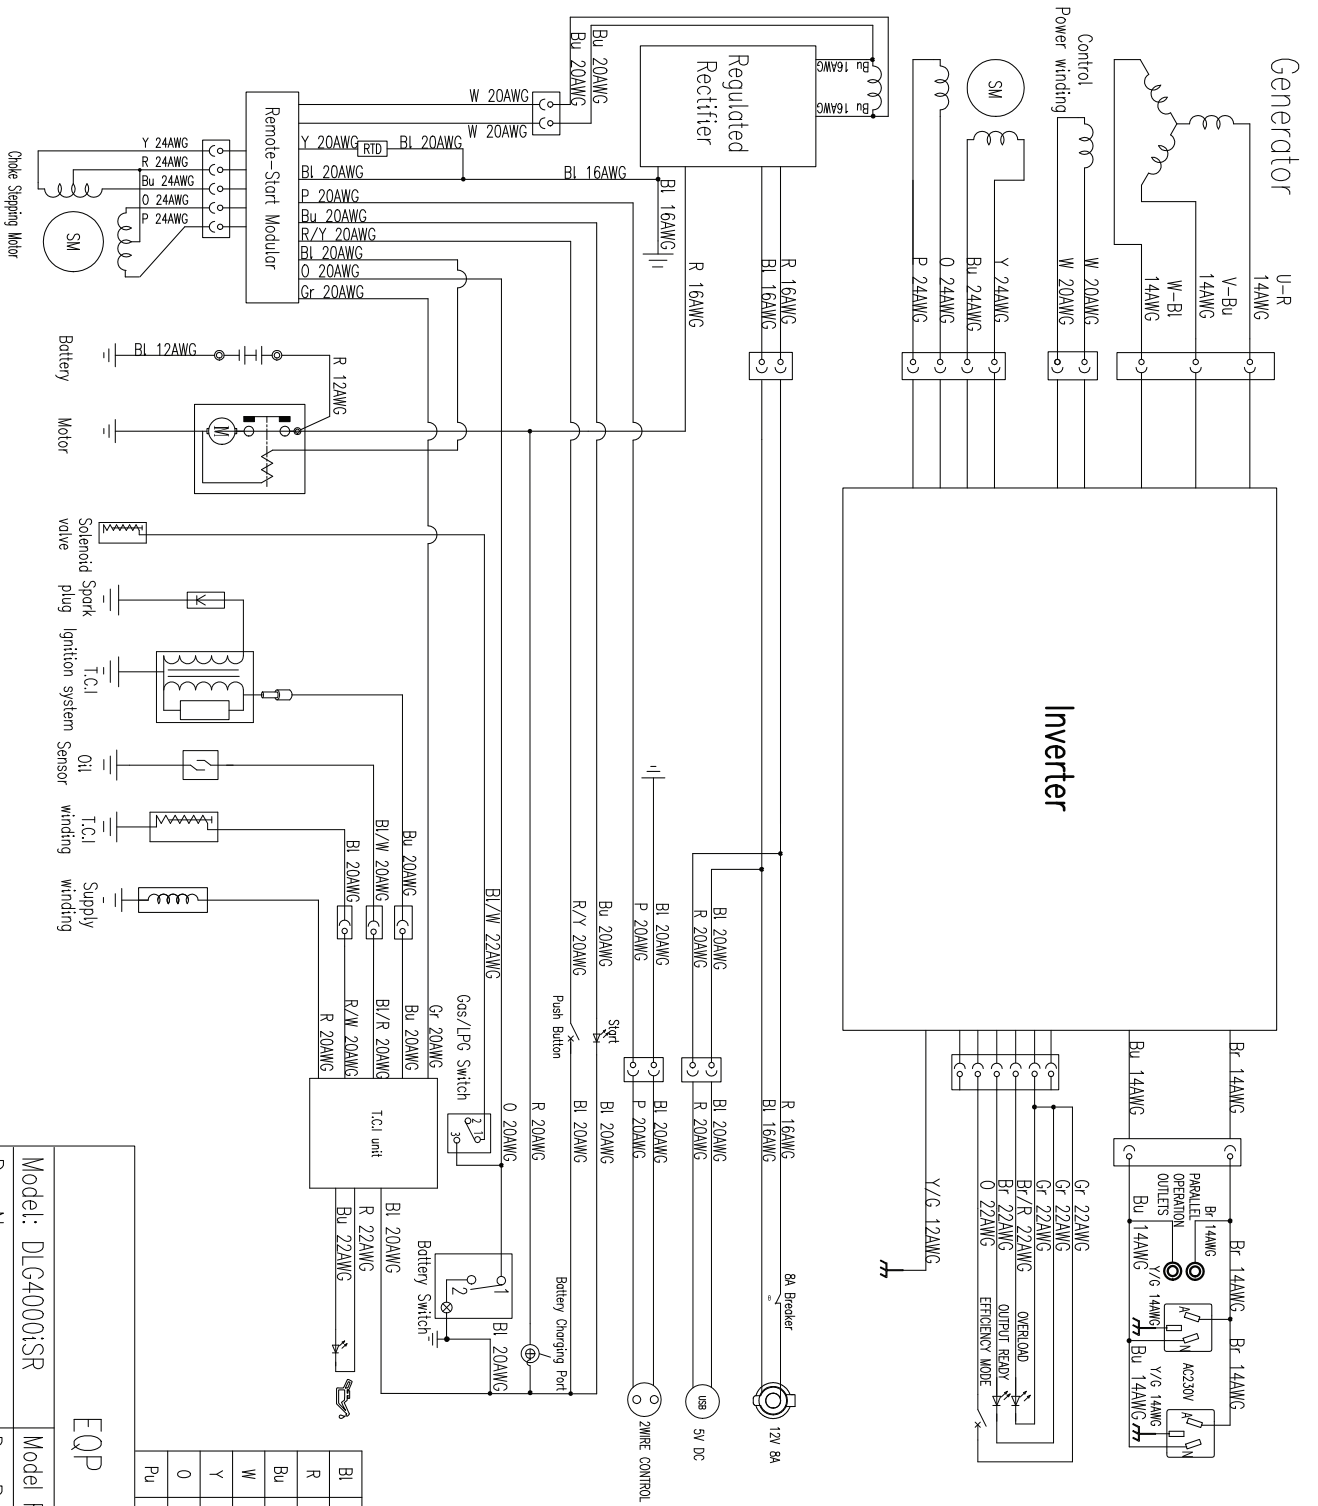 Generator
U-R
14AWG
V-Bu
14AWG
W-Bl
14AWG
Control
Power winding
W 20AWG
W 20AWG
SM
Y 24AWG
Bu 24AWG
O 24AWG
P 24AWG
Bu 16AWG
Bu 16AWG
Regulated
Rectifier
R 16AWG
Bl 16AWG
R 16AWG
Bl 16AWG
Bl 16AWG
Bu 20AWG
Bu 20AWG
W 20AWG
W 20AWG
Remote-Start Modular
Y 20AWG
RTD
Bl 20AWG
Bl 20AWG
P 20AWG
Bu 20AWG
R/Y 20AWG
Bl 20AWG
O 20AWG
Gr 20AWG
Y 24AWG
R 24AWG
Bu 24AWG
O 24AWG
P 24AWG
SM
Choke Stepping Motor
Battery
Bl 12AWG
R 12AWG
Motor
M
Solenoid
valve
Spark
plug
T.C.I
Ignition system
Oil
Sensor
T.C.I
winding
Supply
winding
Inverter
Bu 20AWG
Bl/W 20AWG
Bl 20AWG
Bl/W 22AWG
R/Y 20AWG
Bu 20AWG
P 20AWG
Bl 20AWG
R 20AWG
Bl 20AWG
Push Button
Start
Gas/LPG Switch
1
2
3
Gr 20AWG
Bu 20AWG
Bl/R 20AWG
R/W 20AWG
R 20AWG
T.C.I unit
O 20AWG
R 20AWG
Bl 20AWG
Bl 20AWG
P 20AWG
Bl 20AWG
R 20AWG
Bl 20AWG
Bl 16AWG
R 16AWG
Bl 20AWG
R 22AWG
Bu 22AWG
Battery Switch
1
2
Bl 20AWG
Battery Charging Port
8A Breaker
2WIRE CONTROL
USB
5V DC
12V 8A
Br 14AWG
Bu 14AWG
Y/G 12AWG
Gr 22AWG
Gr 22AWG
Gr 22AWG
Br/R 22AWG
Br 22AWG
O 22AWG
OVERLOAD
OUTPUT READY
EFFICIENCY MODE
PARALLEL
OPERATION
OUTLETS
Br 14AWG
Br 14AWG
Br 14AWG
Bu 14AWG
Bu 14AWG
Y/G 14AWG
Y/G 14AWG
A
N
AC230V
A
N
Model: DLG4000iSR
Model
EQP
Bl
R
Bu
W
Y
O
Pu